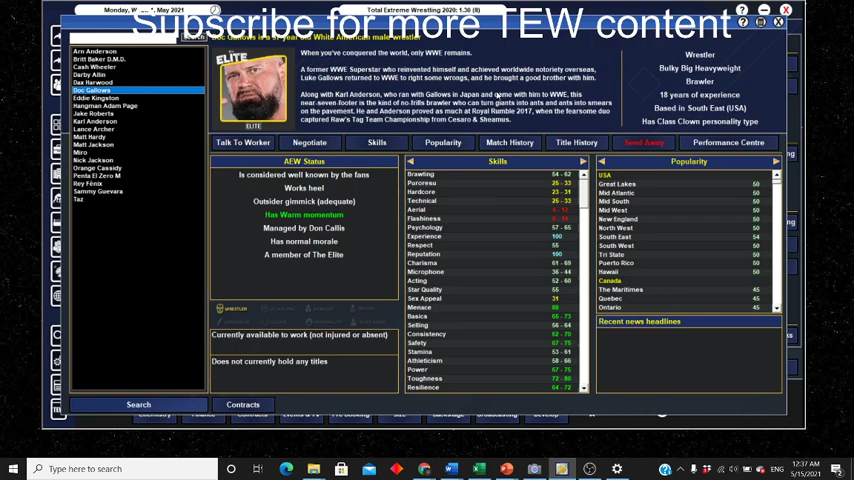 Subscribe for more TEW content
Monday, W May 2021
Total Extreme Wrestling 2020: 1.38 (8)
Doc Gallows is a 37 year old White American male wrestler
Search
Arn Anderson
Britt Baker D.M.D.
Cash Wheeler
Darby Allin
Dax Harwood
Doc Gallows
Eddie Kingston
Hangman Adam Page
Jake Roberts
Karl Anderson
Lance Archer
Matt Hardy
Matt Jackson
Miro
Nick Jackson
Orange Cassidy
Penta El Zero M
Rey Fénix
Sammy Guevara
Taz
ELITE
ELITE
When you've conquered the world, only WWE remains.
A former WWE Superstar who reinvented himself and achieved worldwide notoriety overseas,
Luke Gallows returned to WWE to right some wrongs, and he brought a good brother with him.
Along with Karl Anderson, who ran with Gallows in Japan and came with him to WWE, this
near-seven-footer is the kind of no-frills brawler who can turn giants into ants and ants into smears
on the pavement. He and Anderson proved as much at Royal Rumble 2017, when the fearsome duo
captured Raw's Tag Team Championship from Cesaro & Sheamus.
Wrestler
Bulky Big Heavyweight
Brawler
18 years of experience
Based in South East (USA)
Has Class Clown personality type
Talk To Worker
Negotiate
Skills
Popularity
Match History
Title History
Send Away
Performance Centre
AEW Status
Is considered well known by the fans
Works heel
Outsider gimmick (adequate)
Has Warm momentum
Managed by Don Callis
Has normal morale
A member of The Elite
WRESTLER
Currently available to work (not injured or absent)
Does not currently hold any titles
Skills
Brawling 54 - 62
Puroresu 25 - 33
Hardcore 23 - 31
Technical 25 - 33
Aerial 4 - 12
Flashiness
Psychology 57 - 65
Experience 100
Respect 55
Reputation 100
Charisma 61 - 69
Microphone 36 - 44
Acting 52 - 60
Star Quality 55
Sex Appeal 31
Menace
Basics 65 - 73
Selling 56 - 64
Consistency 62 - 70
Safety 67 - 75
Stamina 53 - 61
Athleticism 58 - 66
Power 67 - 75
Toughness 72 - 80
Resilience 64 - 72
Popularity
USA
Great Lakes 50
Mid Atlantic 50
Mid South 50
Mid West 50
New England 50
North West 50
South East 54
South West 50
Tri State 50
Puerto Rico 50
Hawaii 50
Canada
The Maritimes 45
Quebec 45
Ontario 45
Recent news headlines
Search
Contracts
Type here to search
12:37 AM
5/15/2021